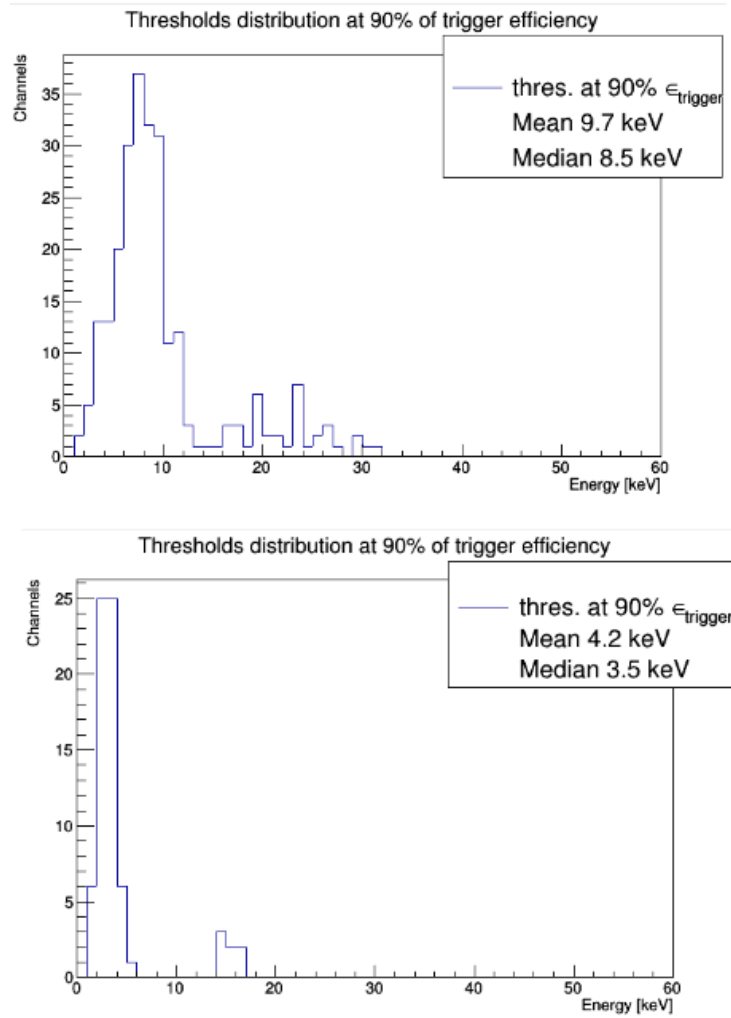 Thresholds distribution at 90% of trigger efficiency
Channels
35
30
25
20
15
10
5
0
thres. at 90% ∈trigger
Mean 9.7 keV
Median 8.5 keV
0 10 20 30 40 50 60
Energy [keV]
Thresholds distribution at 90% of trigger efficiency
Channels
25
20
15
10
5
0
thres. at 90% ∈trigger
Mean 4.2 keV
Median 3.5 keV
0 10 20 30 40 50 60
Energy [keV]